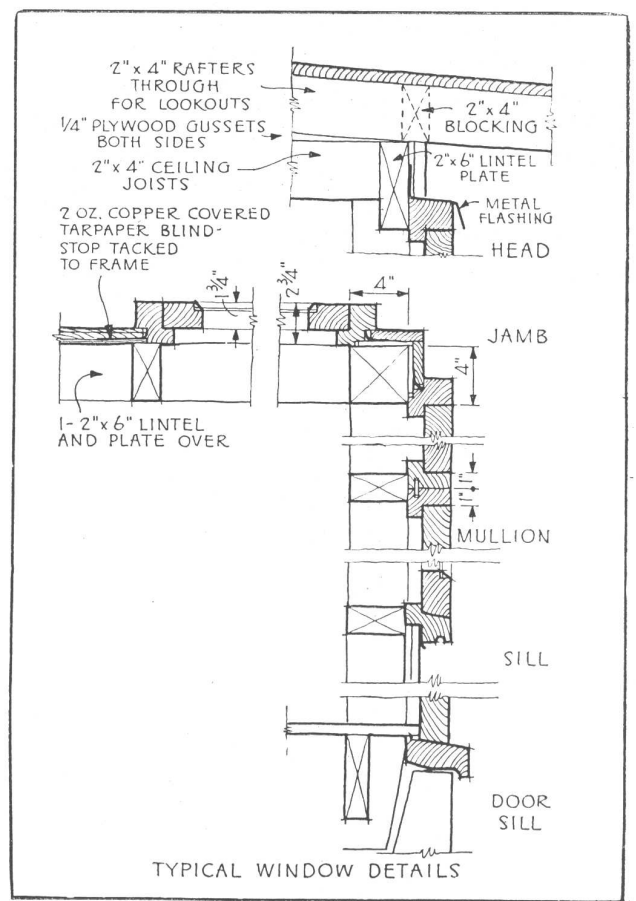 2" x 4" RAFTERS
THROUGH
FOR LOOKOUTS
1/4" PLYWOOD GUSSETS
BOTH SIDES
2" x 4" CEILING
JOISTS
2" x 4"
BLOCKING
2" x 6" LINTEL
PLATE
METAL
FLASHING
HEAD
2 OZ. COPPER COVERED
TARPAPER BLIND-
STOP TACKED
TO FRAME
1 3/4"
2 3/4"
4"
JAMB
4"
1- 2" x 6" LINTEL
AND PLATE OVER
1" 1"
MULLION
SILL
DOOR
SILL
TYPICAL WINDOW DETAILS